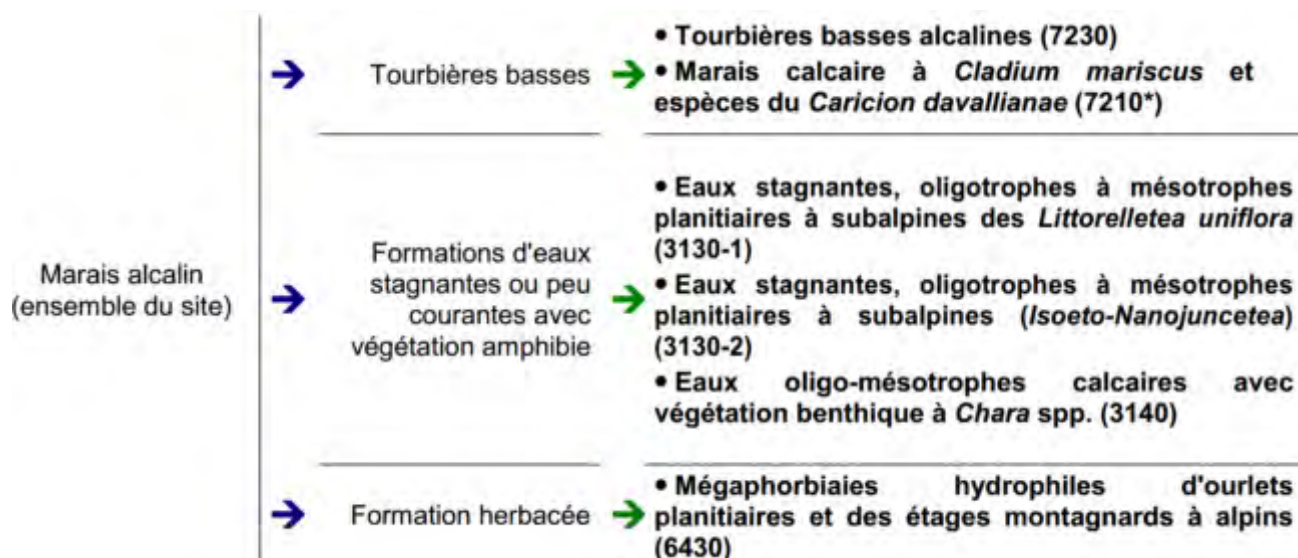 Marais alcalin
(ensemble du site)
Tourbières basses
• Tourbières basses alcalines (7230)
• Marais calcaire à Cladium mariscus et
espèces du Caricion davallianae (7210*)
Formations d'eaux
stagnantes ou peu
courantes avec
végétation amphibie
• Eaux stagnantes, oligotrophes à mésotrophes
planitiaires à subalpines des Littorelletea uniflora
(3130-1)
• Eaux stagnantes, oligotrophes à mésotrophes
planitiaires à subalpines (Isoeto-Nanojuncetea)
(3130-2)
• Eaux oligo-mésotrophes calcaires avec
végétation benthique à Chara spp. (3140)
Formation herbacée
• Mégaphorbiaies hydrophiles d'ourlets
planitiaires et des étages montagnards à alpins
(6430)